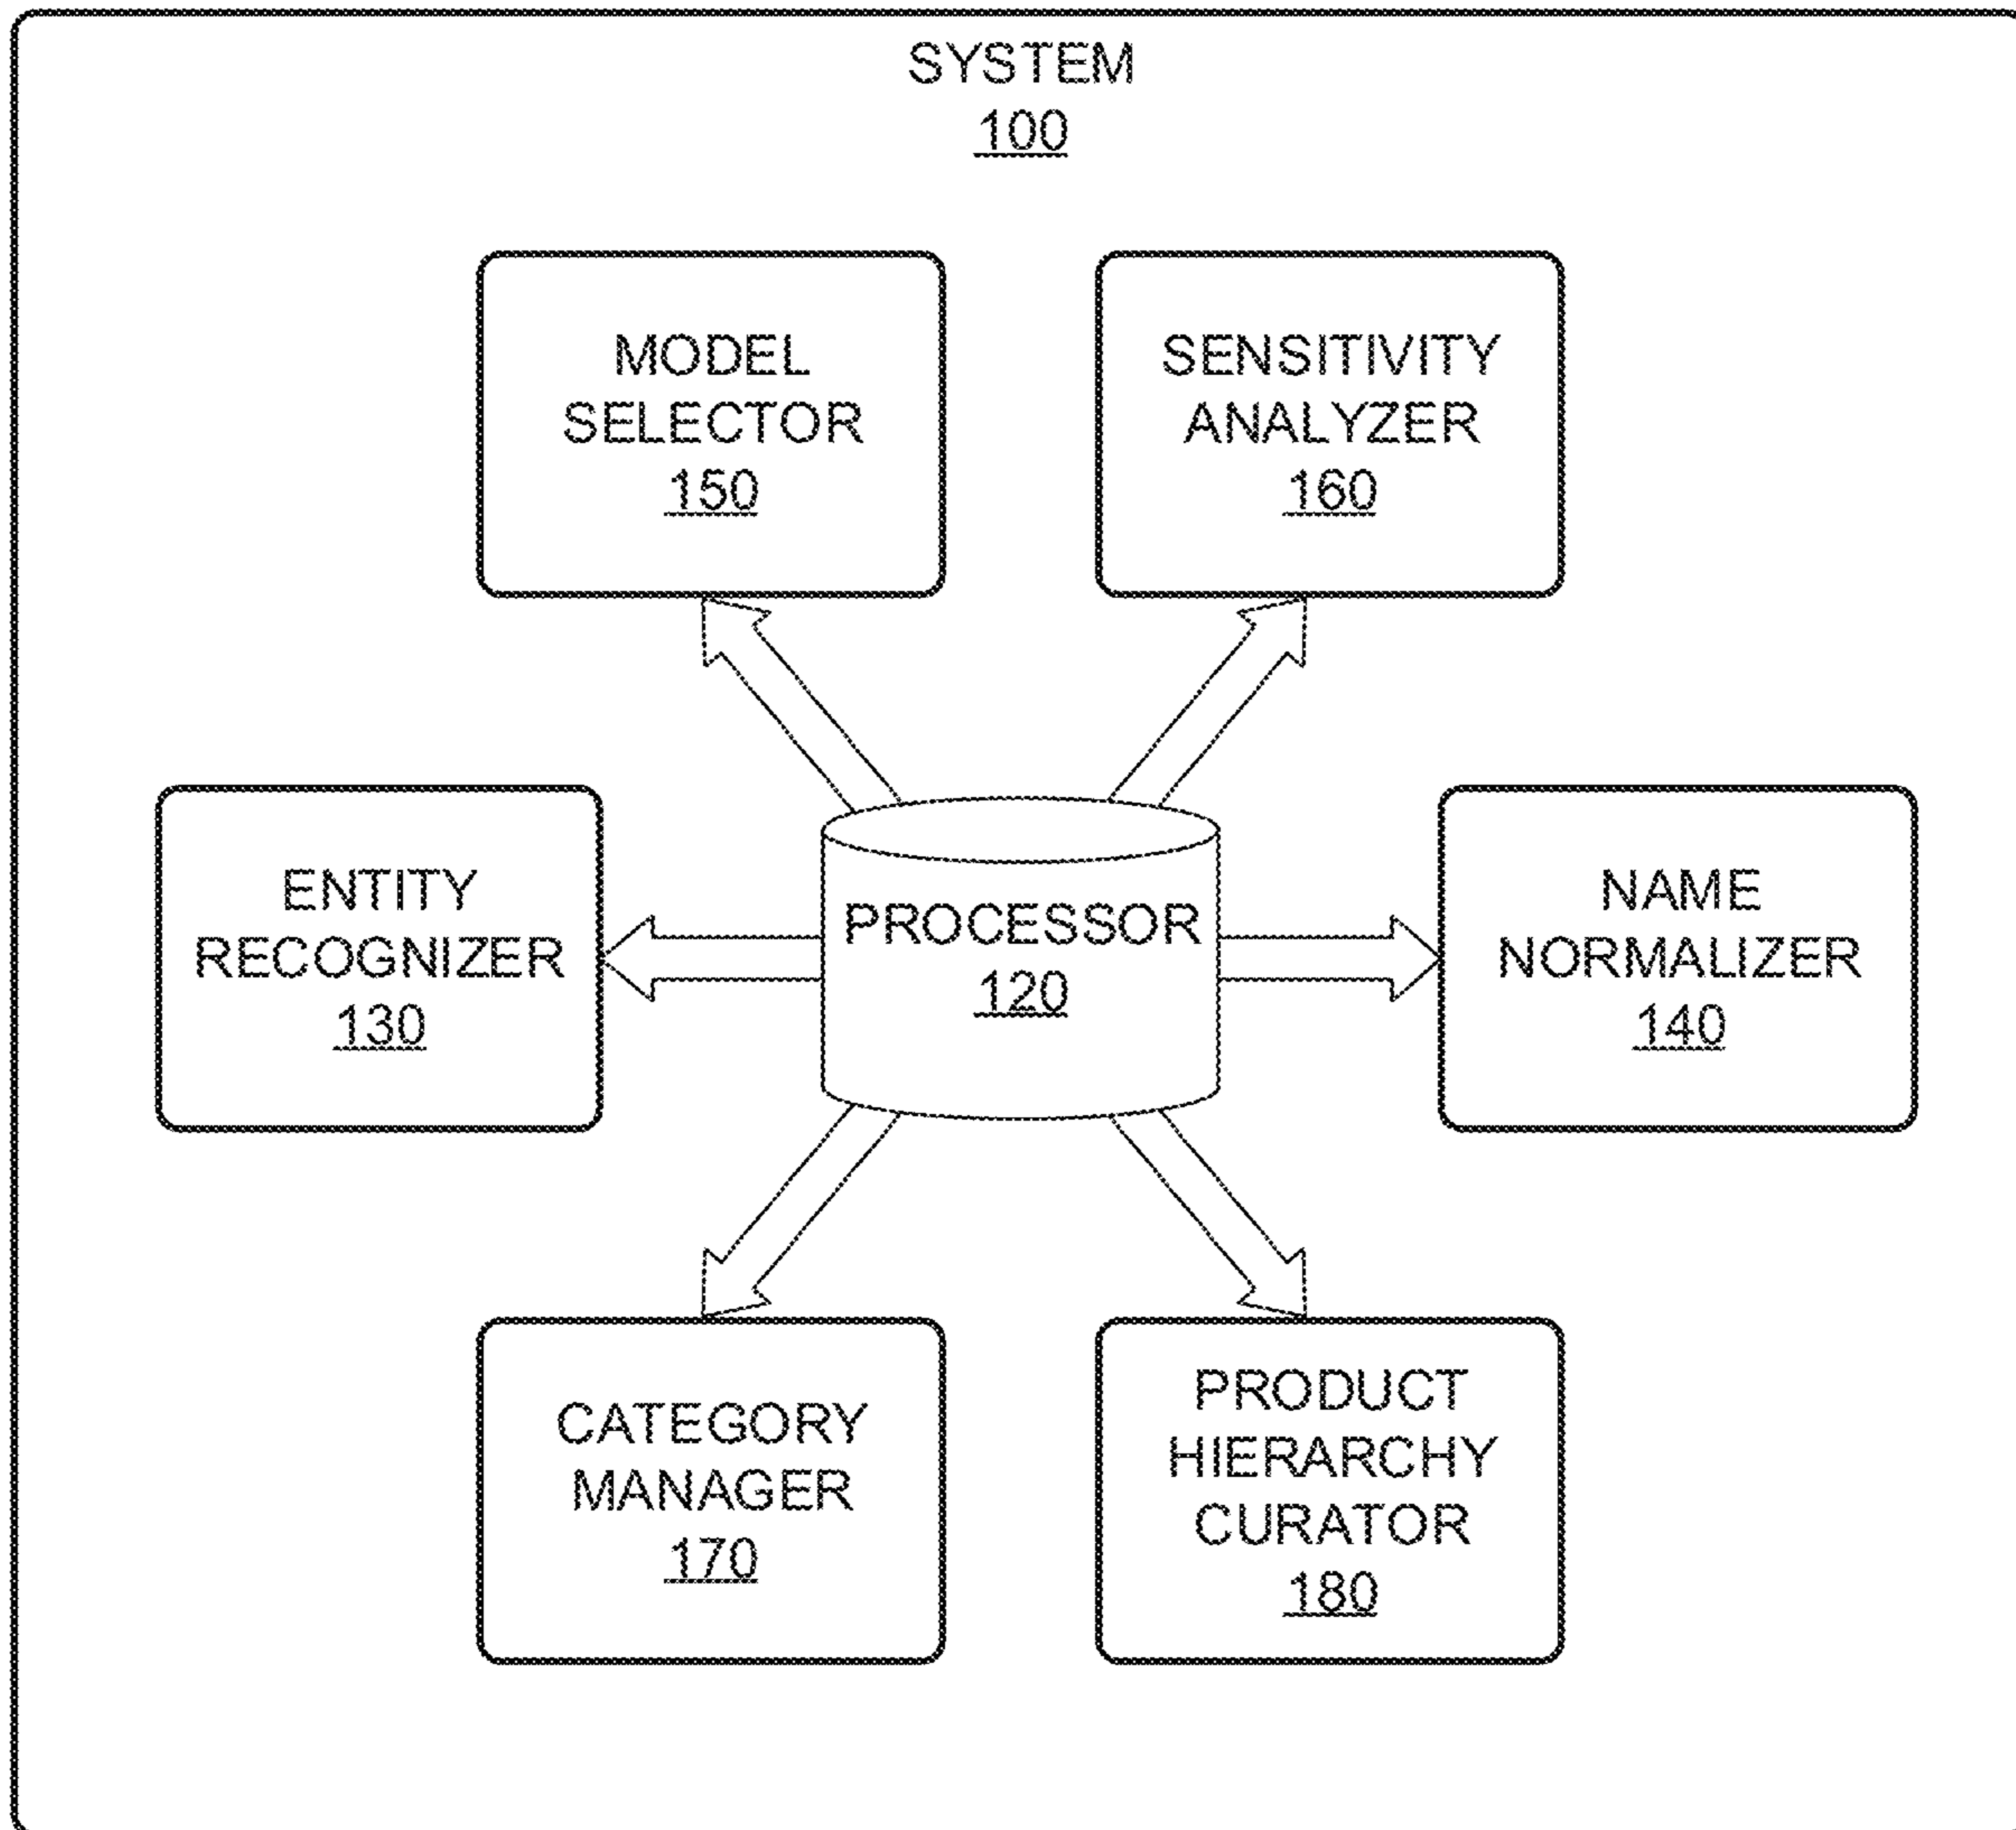 SYSTEM
100
MODEL
SELECTOR
150
SENSITIVITY
ANALYZER
160
ENTITY
RECOGNIZER
130
PROCESSOR
120
NAME
NORMALIZER
140
CATEGORY
MANAGER
170
PRODUCT
HIERARCHY
CURATOR
180